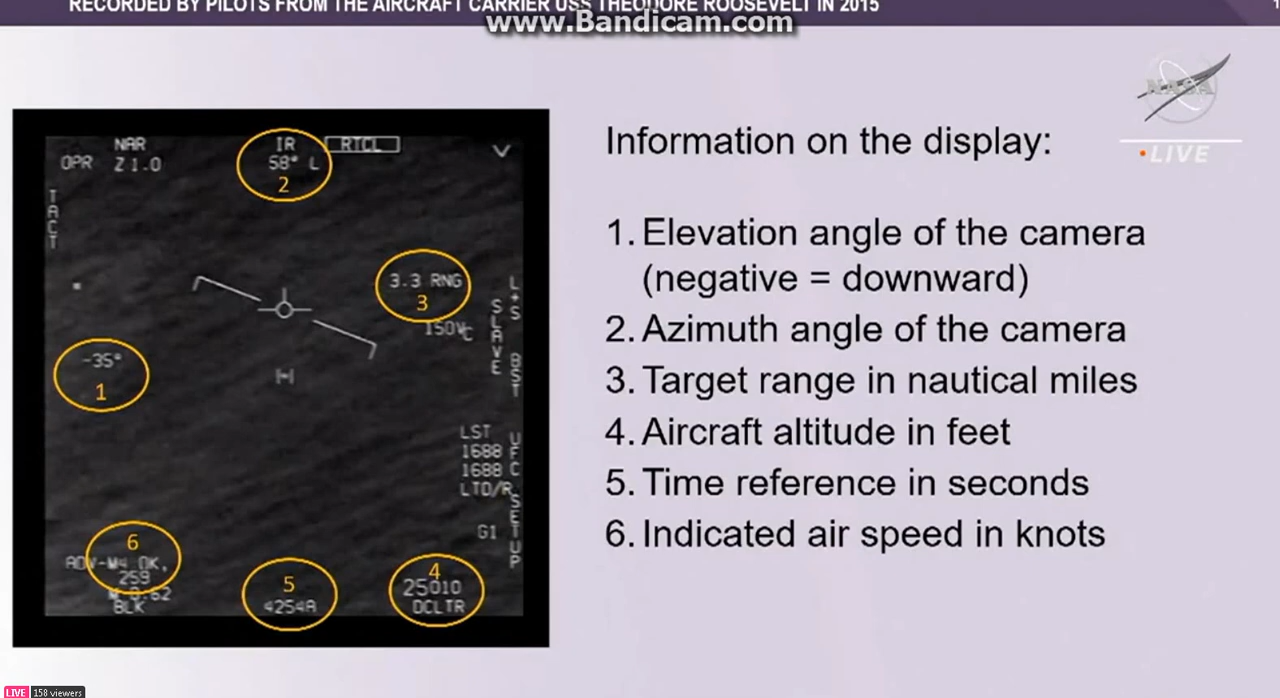 RECORDED BY PILOTS FROM THE AIRCRAFT CARRIER USS THEODORE ROOSEVELT IN 2015
www.Bandicam.com
NASA
LIVE
NAR
OPR Z1.0
IR
58° L
2
RTCL
TACT
3.3 RNG
3
150Vc
L+S
SLAVE
BST
-35°
1
LST
1688
1688
LTD/R
UFC
SETUP
G1
6
ADV-M4 OK,
259
M 0.62
BLK
5
4254A
4
25010
DCLTR
Information on the display:
1. Elevation angle of the camera
(negative = downward)
2. Azimuth angle of the camera
3. Target range in nautical miles
4. Aircraft altitude in feet
5. Time reference in seconds
6. Indicated air speed in knots
LIVE 158 viewers